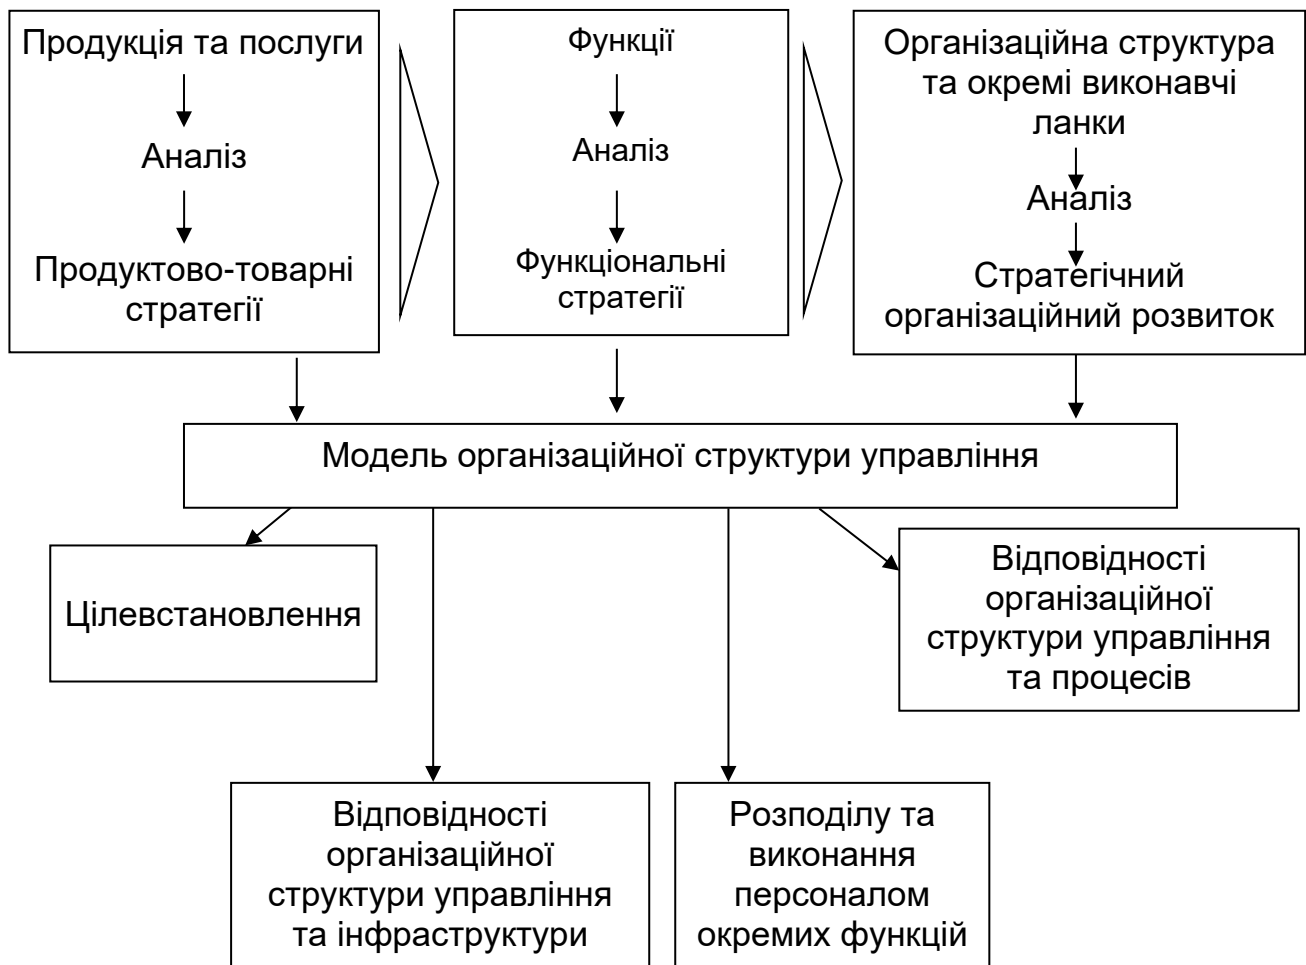 Продукція та послуги
Аналіз
Продуктово-товарні
стратегії
Функції
Аналіз
Функціональні
стратегії
Організаційна структура
та окремі виконавчі
ланки
Аналіз
Стратегічний
організаційний розвиток
Модель організаційної структури управління
Цілевстановлення
Відповідності
організаційної
структури управління
та інфраструктури
Розподілу та
виконання
персоналом
окремих функцій
Відповідності
організаційної
структури управління
та процесів